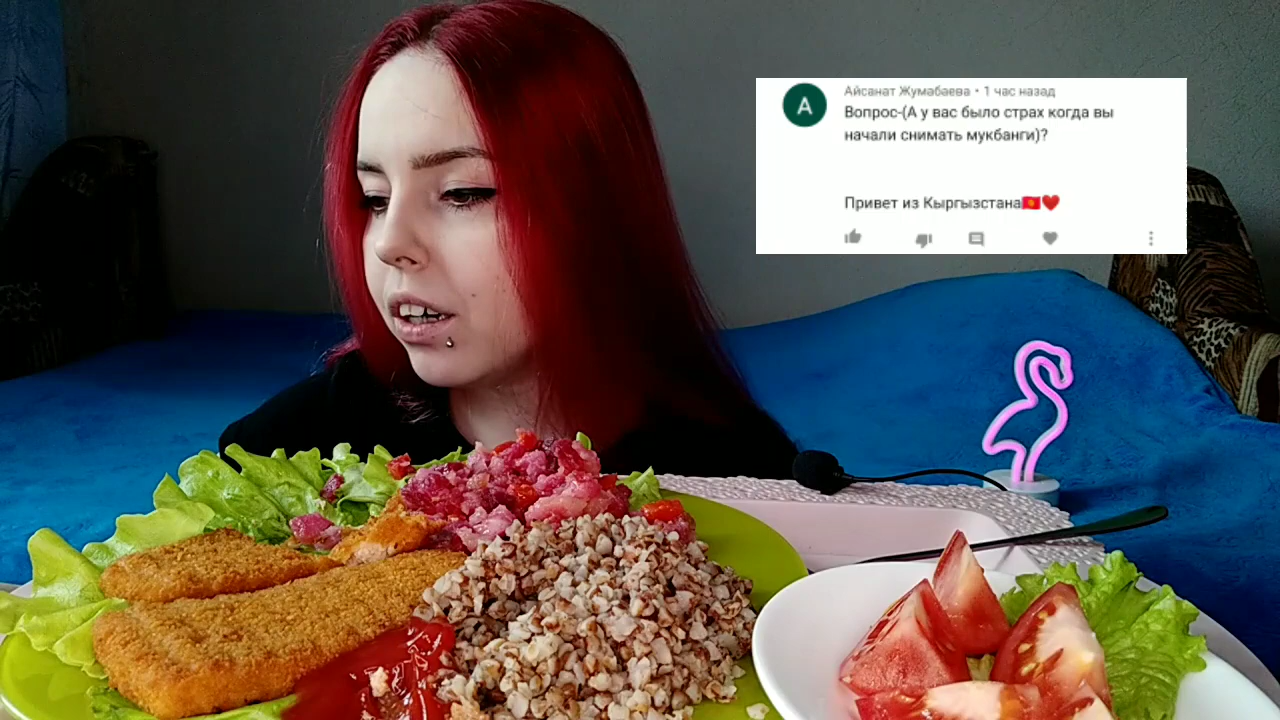 А
Айсанат Жумабаева • 1 час назад
Вопрос-(А у вас было страх когда вы
начали снимать мукбанги)?
Привет из Кыргызстана🇰🇬❤️